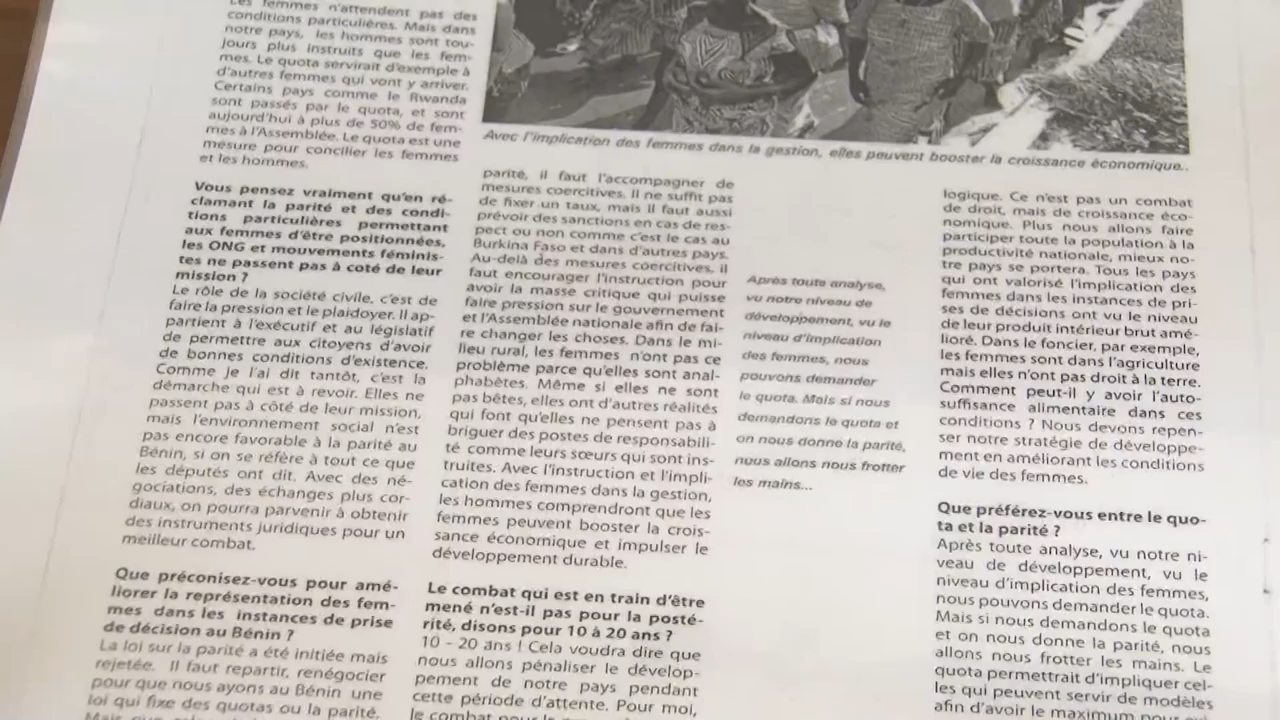 Les femmes n'attendent pas des
conditions particulières. Mais dans
notre pays, les hommes sont tou-
jours plus instruits que les fem-
mes. Le quota servirait d'exemple à
d'autres femmes qui vont y arriver.
Certains pays comme le Rwanda
sont passés par le quota, et sont
aujourd'hui à plus de 50% de fem-
mes à l'Assemblée. Le quota est une
mesure pour concilier les femmes
et les hommes.
Vous pensez vraiment qu'en ré-
clamant la parité et des condi-
tions particulières permettant
aux femmes d'être positionnées,
les ONG et mouvements féminis-
tes ne passent pas à coté de leur
mission ?
Le rôle de la société civile, c'est de
faire la pression et le plaidoyer. Il ap-
partient à l'exécutif et au législatif
de permettre aux citoyens d'avoir
de bonnes conditions d'existence.
Comme je l'ai dit tantôt, c'est la
démarche qui est à revoir. Elles ne
passent pas à côté de leur mission,
mais l'environnement social n'est
pas encore favorable à la parité au
Bénin, si on se réfère à tout ce que
les députés ont dit. Avec des né-
gociations, des échanges plus cor-
diaux, on pourra parvenir à obtenir
des instruments juridiques pour un
meilleur combat.
Que préconisez-vous pour amé-
liorer la représentation des fem-
mes dans les instances de prise
de décision au Bénin ?
La loi sur la parité a été initiée mais
rejetée. Il faut repartir, renégocier
pour que nous ayons au Bénin une
loi qui fixe des quotas ou la parité.
Mais
Avec l'implication des femmes dans la gestion, elles peuvent booster la croissance économique..
parité, il faut l'accompagner de
mesures coercitives. Il ne suffit pas
de fixer un taux, mais il faut aussi
prévoir des sanctions en cas de res-
pect ou non comme c'est le cas au
Burkina Faso et dans d'autres pays.
Au-delà des mesures coercitives, il
faut encourager l'instruction pour
avoir la masse critique qui puisse
faire pression sur le gouvernement
et l'Assemblée nationale afin de fai-
re changer les choses. Dans le mi-
lieu rural, les femmes n'ont pas ce
problème parce qu'elles sont anal-
phabètes. Même si elles ne sont
pas bêtes, elles ont d'autres réalités
qui font qu'elles ne pensent pas à
briguer des postes de responsabili-
té comme leurs sœurs qui sont ins-
truites. Avec l'instruction et l'impli-
cation des femmes dans la gestion,
les hommes comprendront que les
femmes peuvent booster la crois-
sance économique et impulser le
développement durable.
Le combat qui est en train d'être
mené n'est-il pas pour la posté-
rité, disons pour 10 à 20 ans ?
10 - 20 ans ! Cela voudra dire que
nous allons pénaliser le dévelop-
pement de notre pays pendant
cette période d'attente. Pour moi,
le combat
Après toute analyse,
vu notre niveau de
développement, vu le
niveau d'implication
des femmes, nous
pouvons demander
le quota. Mais si nous
demandons le quota et
on nous donne la parité,
nous allons nous frotter
les mains...
logique. Ce n'est pas un combat
de droit, mais de croissance éco-
nomique. Plus nous allons faire
participer toute la population à la
productivité nationale, mieux no-
tre pays se portera. Tous les pays
qui ont valorisé l'implication des
femmes dans les instances de pri-
ses de décisions ont vu le niveau
de leur produit intérieur brut amé-
lioré. Dans le foncier, par exemple,
les femmes sont dans l'agriculture
mais elles n'ont pas droit à la terre.
Comment peut-il y avoir l'auto-
suffisance alimentaire dans ces
conditions ? Nous devons repen-
ser notre stratégie de développe-
ment en améliorant les conditions
de vie des femmes.
Que préférez-vous entre le quo-
ta et la parité ?
Après toute analyse, vu notre ni-
veau de développement, vu le
niveau d'implication des femmes,
nous pouvons demander le quota.
Mais si nous demandons le quota
et on nous donne la parité, nous
allons nous frotter les mains. Le
quota permettrait d'impliquer cel-
les qui peuvent servir de modèles
afin d'avoir le maximum